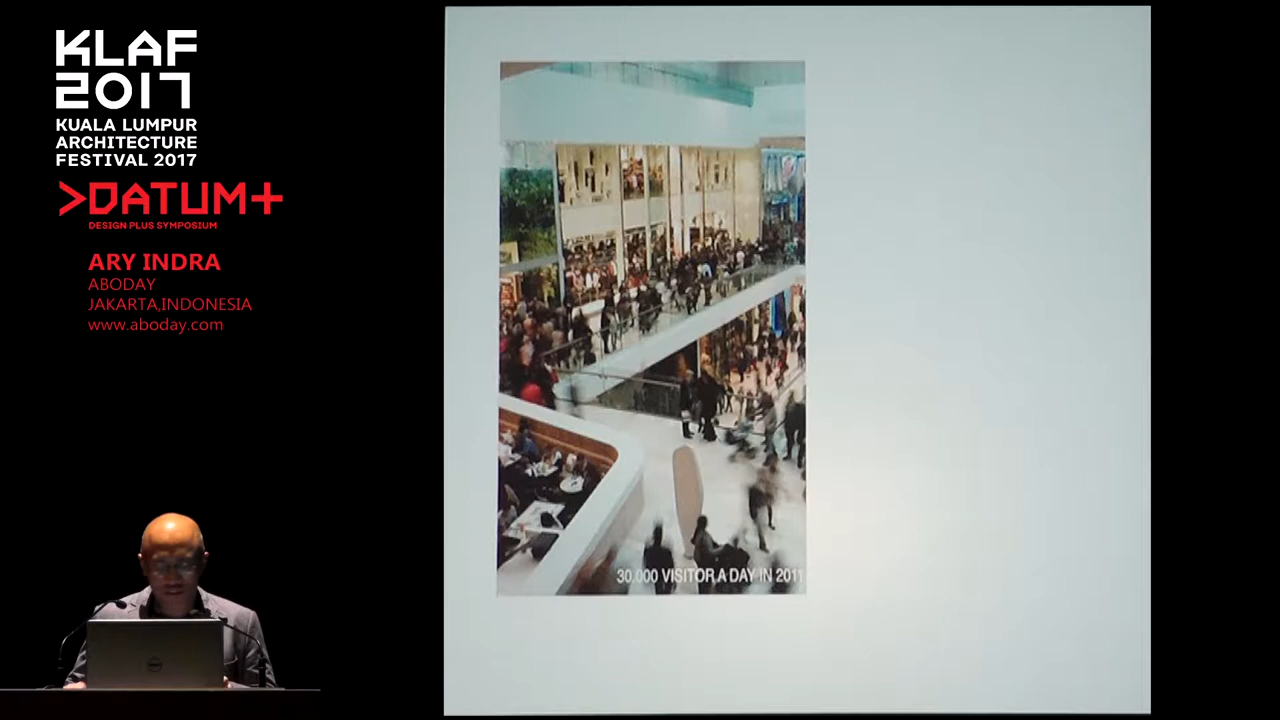 KLAF
2017
KUALA LUMPUR
ARCHITECTURE
FESTIVAL 2017
>DATUM+
DESIGN PLUS SYMPOSIUM
ARY INDRA
ABODAY
JAKARTA,INDONESIA
www.aboday.com
30.000 VISITOR A DAY IN 2011
DELL